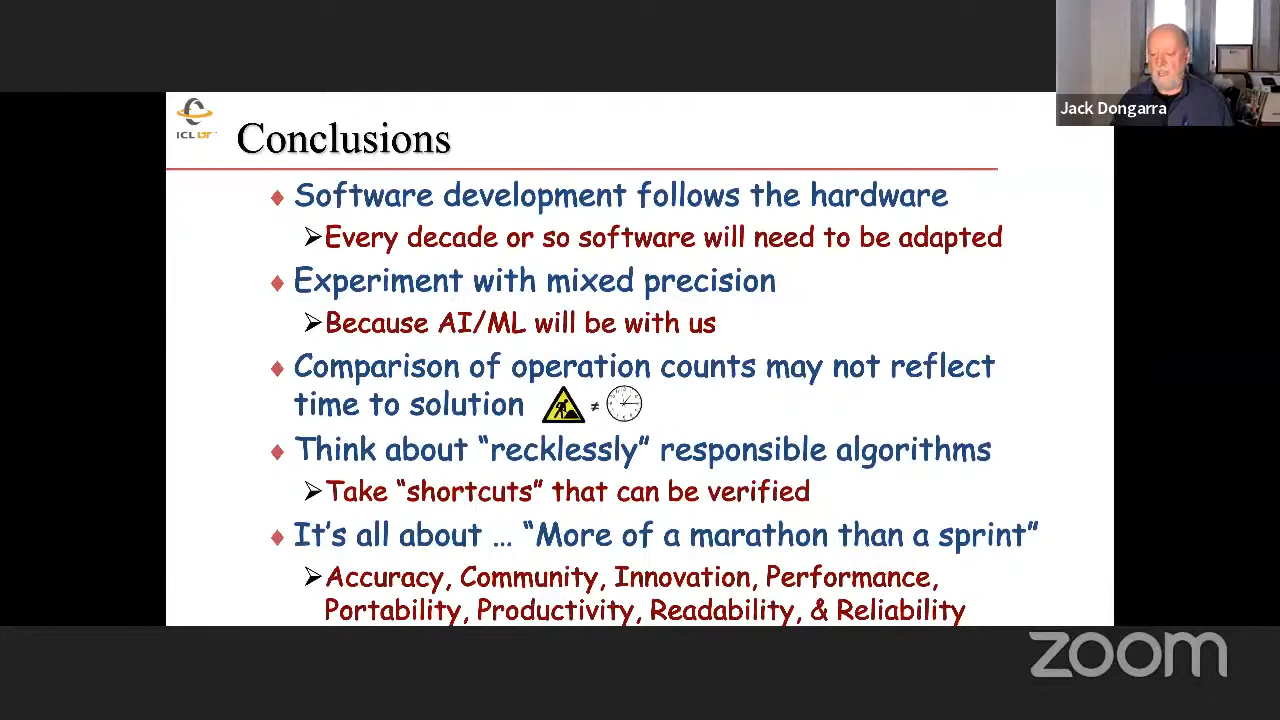 Jack Dongarra
ICL UT
Conclusions
Software development follows the hardware
Every decade or so software will need to be adapted
Experiment with mixed precision
Because AI/ML will be with us
Comparison of operation counts may not reflect
time to solution ≠
Think about “recklessly” responsible algorithms
Take “shortcuts” that can be verified
It’s all about … “More of a marathon than a sprint”
Accuracy, Community, Innovation, Performance,
Portability, Productivity, Readability, & Reliability
zoom